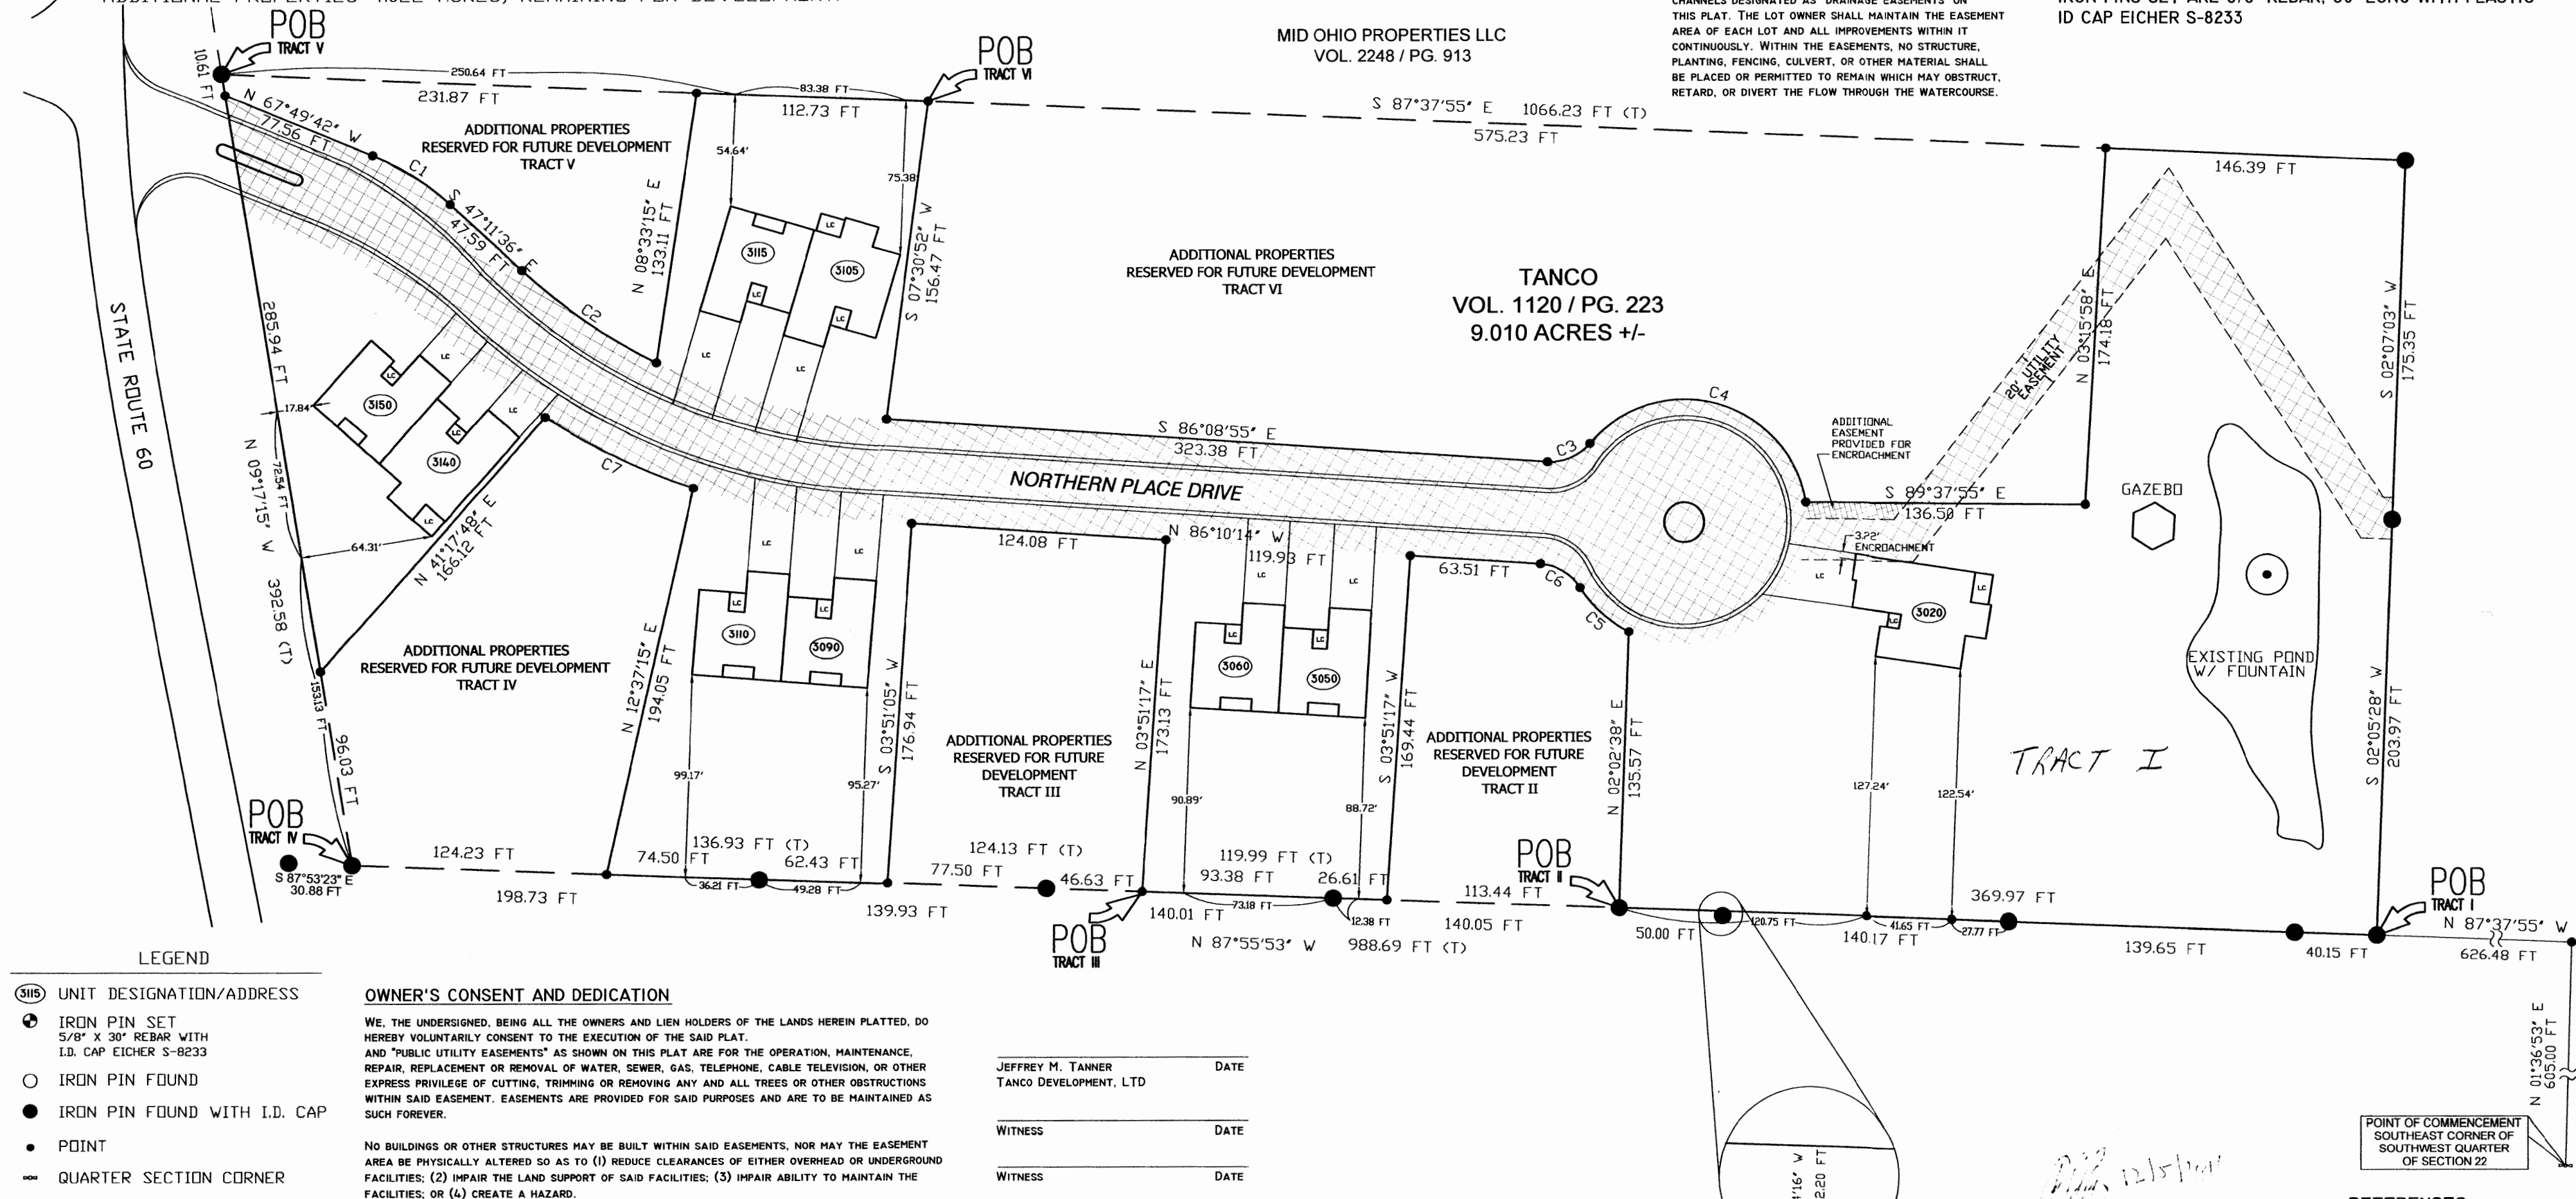 POB
TRACT V
10.61 FT
250.64 FT
231.87 FT
83.38 FT
112.73 FT
POB
TRACT VI
MID OHIO PROPERTIES LLC
VOL. 2248 / PG. 913
THIS PLAT. THE LOT OWNER SHALL MAINTAIN THE EASEMENT
AREA OF EACH LOT AND ALL IMPROVEMENTS WITHIN IT
CONTINUOUSLY. WITHIN THE EASEMENTS, NO STRUCTURE,
PLANTING, FENCING, CULVERT, OR OTHER MATERIAL SHALL
BE PLACED OR PERMITTED TO REMAIN WHICH MAY OBSTRUCT,
RETARD, OR DIVERT THE FLOW THROUGH THE WATERCOURSE.
ID CAP EICHER S-8233
S 87°37'55" E 1066.23 FT (T)
575.23 FT
146.39 FT
N 67°49'42" W
77.56 FT
C1
S 47°11'36" E
47.59 FT
C2
ADDITIONAL PROPERTIES
RESERVED FOR FUTURE DEVELOPMENT
TRACT V
N 08°33'15" E
133.11 FT
54.64'
75.38'
3115
3105
LC
LC
LC
LC
LC
S 07°30'52" W
156.47 FT
ADDITIONAL PROPERTIES
RESERVED FOR FUTURE DEVELOPMENT
TRACT VI
TANCO
VOL. 1120 / PG. 223
9.010 ACRES +/-
20' UTILITY
EASEMENT
N 03°15'58" E
174.18 FT
S 02°07'03" W
175.35 FT
STATE ROUTE 60
285.94 FT
17.84'
72.54 FT
64.31'
N 09°17'15" W 392.58 (T)
3150
3140
LC
LC
LC
LC
LC
N 41°17'48" E
166.12 FT
C7
S 86°08'55" E
323.38 FT
NORTHERN PLACE DRIVE
C3
C4
ADDITIONAL
EASEMENT
PROVIDED FOR
ENCROACHMENT
S 89°37'55" E
136.50 FT
3.72'
ENCROACHMENT
GAZEBO
EXISTING POND
W/ FOUNTAIN
LC
LC
LC
3020
124.08 FT
N 86°10'14" W
119.93 FT
63.51 FT
C6
C5
ADDITIONAL PROPERTIES
RESERVED FOR FUTURE DEVELOPMENT
TRACT IV
153.13 FT
96.03 FT
N 12°37'15" E
194.05 FT
LC
LC
LC
LC
3110
3090
99.17'
95.27'
S 03°51'05" W
176.94 FT
ADDITIONAL PROPERTIES
RESERVED FOR FUTURE
DEVELOPMENT
TRACT III
N 03°51'17" E
173.13 FT
LC
LC
LC
LC
3060
3050
90.89'
88.72'
S 03°51'17" W
169.44 FT
ADDITIONAL PROPERTIES
RESERVED FOR FUTURE
DEVELOPMENT
TRACT II
N 02°02'38" E
135.57 FT
127.24'
122.54'
TRACT I
S 02°05'28" W
203.97 FT
POB
TRACT IV
S 87°53'23" E
30.88 FT
124.23 FT
198.73 FT
136.93 FT (T)
74.50 FT
62.43 FT
36.21 FT
49.28 FT
139.93 FT
124.13 FT (T)
77.50 FT
46.63 FT
POB
TRACT III
119.99 FT (T)
93.38 FT
26.61 FT
73.18 FT
12.38 FT
140.01 FT
N 87°55'53" W 988.69 FT (T)
113.44 FT
140.05 FT
POB
TRACT II
50.00 FT
120.75 FT
41.65 FT
27.77 FT
140.17 FT
369.97 FT
139.65 FT
40.15 FT
POB
TRACT I
N 87°37'55" W
626.48 FT
N 01°36'53" E
605.00 FT
POINT OF COMMENCEMENT
SOUTHEAST CORNER OF
SOUTHWEST QUARTER
OF SECTION 22
LEGEND
3115 UNIT DESIGNATION/ADDRESS
IRON PIN SET
5/8" X 30" REBAR WITH
I.D. CAP EICHER S-8233
IRON PIN FOUND
IRON PIN FOUND WITH I.D. CAP
POINT
QUARTER SECTION CORNER
OWNER'S CONSENT AND DEDICATION
WE, THE UNDERSIGNED, BEING ALL THE OWNERS AND LIEN HOLDERS OF THE LANDS HEREIN PLATTED, DO
HEREBY VOLUNTARILY CONSENT TO THE EXECUTION OF THE SAID PLAT.
AND "PUBLIC UTILITY EASEMENTS" AS SHOWN ON THIS PLAT ARE FOR THE OPERATION, MAINTENANCE,
REPAIR, REPLACEMENT OR REMOVAL OF WATER, SEWER, GAS, TELEPHONE, CABLE TELEVISION, OR OTHER
EXPRESS PRIVILEGE OF CUTTING, TRIMMING OR REMOVING ANY AND ALL TREES OR OTHER OBSTRUCTIONS
WITHIN SAID EASEMENT. EASEMENTS ARE PROVIDED FOR SAID PURPOSES AND ARE TO BE MAINTAINED AS
SUCH FOREVER.
NO BUILDINGS OR OTHER STRUCTURES MAY BE BUILT WITHIN SAID EASEMENTS, NOR MAY THE EASEMENT
AREA BE PHYSICALLY ALTERED SO AS TO (1) REDUCE CLEARANCES OF EITHER OVERHEAD OR UNDERGROUND
FACILITIES; (2) IMPAIR THE LAND SUPPORT OF SAID FACILITIES; (3) IMPAIR ABILITY TO MAINTAIN THE
FACILITIES; OR (4) CREATE A HAZARD.
JEFFREY M. TANNER DATE
TANCO DEVELOPMENT, LTD
WITNESS DATE
WITNESS DATE